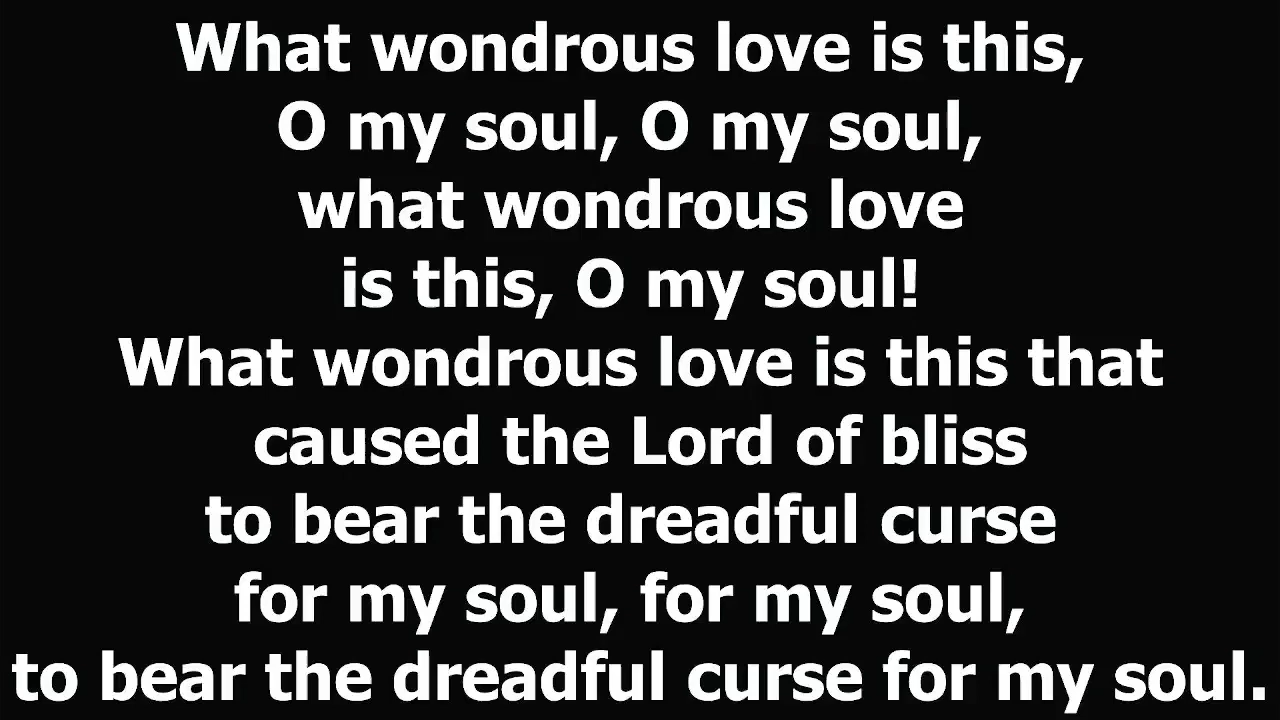 What wondrous love is this,
O my soul, O my soul,
what wondrous love
is this, O my soul!
What wondrous love is this that
caused the Lord of bliss
to bear the dreadful curse
for my soul, for my soul,
to bear the dreadful curse for my soul.